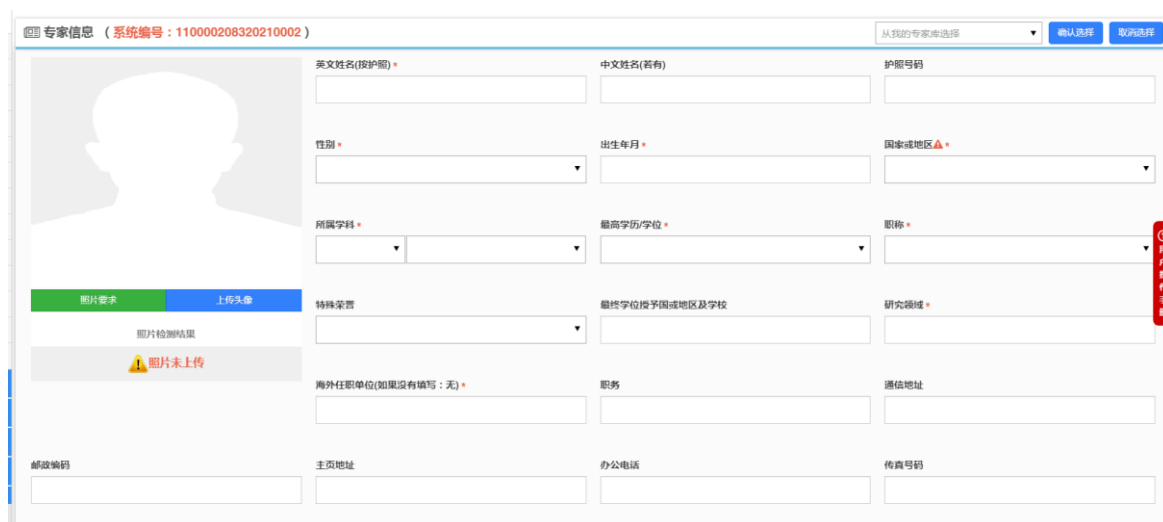 专家信息 (系统编号：110000208320210002)
从我的专家库选择
确认选择
取消选择
英文姓名(按护照) *
中文姓名(若有)
护照号码
性别 *
出生年月 *
国家或地区 *
所属学科 *
最高学历/学位 *
职称 *
照片要求
上传头像
特殊荣誉
最终学位授予国或地区及学校
研究领域 *
照片检测结果
照片未上传
海外任职单位(如果没有填写：无) *
职务
通信地址
邮政编码
主页地址
办公电话
传真号码